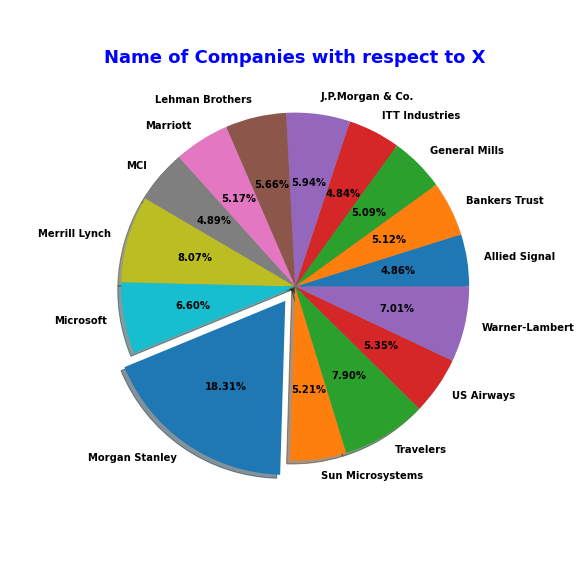 Name of Companies with respect to X
Lehman Brothers
J.P.Morgan & Co.
ITT Industries
Marriott
General Mills
MCI
Bankers Trust
Merrill Lynch
Allied Signal
Microsoft
Warner-Lambert
US Airways
Morgan Stanley
Travelers
Sun Microsystems
5.66%
5.94%
4.84%
5.17%
5.09%
4.89%
5.12%
8.07%
4.86%
6.60%
7.01%
5.35%
18.31%
7.90%
5.21%